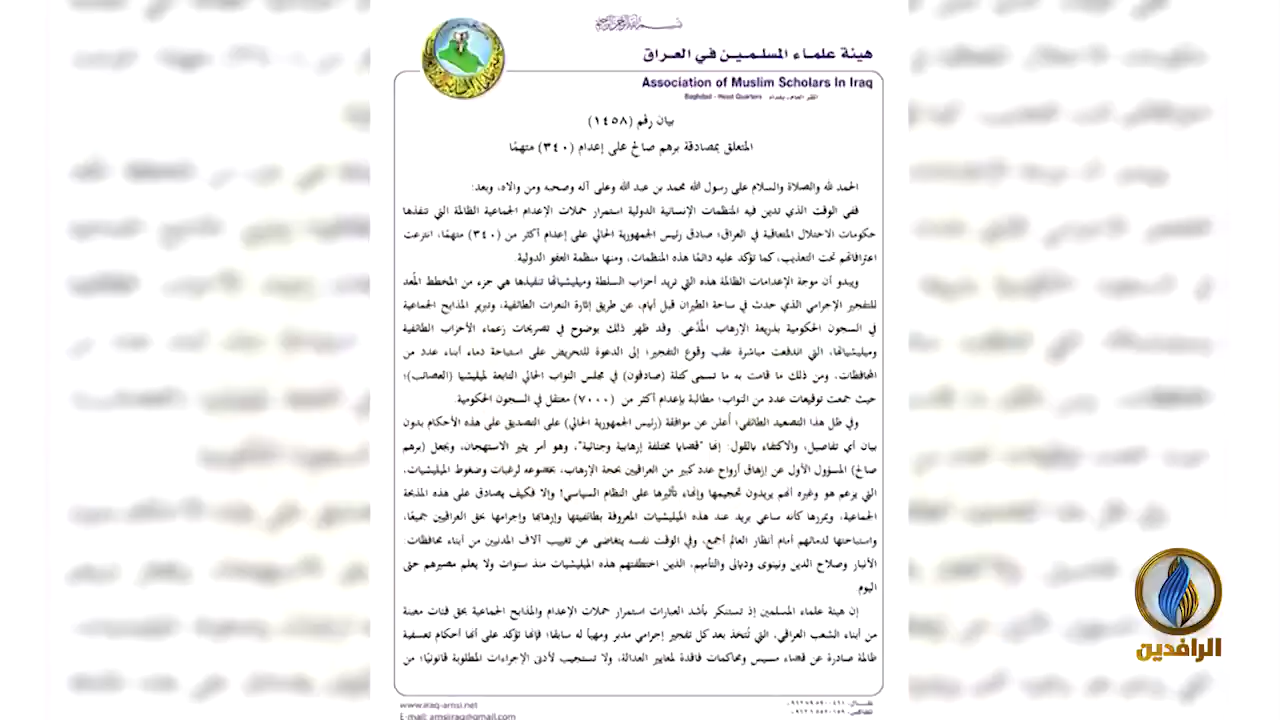 هيئة علماء المسلمين في العراق
Association of Muslim Scholars In Iraq
Baghdad - Head Quarters المقر العام - بغداد
بيان رقم (١٤٥٨)
المتعلق بمصادقة برهم صالح على إعدام (٣٤٠) متهمًا
الحمد لله والصلاة والسلام على رسول الله محمد بن عبد الله وعلى آله وصحبه ومن والاه، وبعد:
ففي الوقت الذي تدين فيه المنظمات الإنسانية الدولية استمرار حملات الإعدام الجماعية الظالمة التي تنفذها
حكومات الاحتلال المتعاقبة في العراق؛ صادق رئيس الجمهورية الحالي على إعدام أكثر من (٣٤٠) متهمًا، انتزعت
اعترافاتهم تحت التعذيب، كما تؤكد عليه دائمًا هذه المنظمات، ومنها منظمة العفو الدولية.
ويبدو أن موجة الإعدامات الظالمة هذه التي تريد أحزاب السلطة وميليشياتها تنفيذها هي جزء من المخطط المُعد
للتفجير الإجرامي الذي حدث في ساحة الطيران قبل أيام، عن طريق إثارة النعرات الطائفية، وتبرير المذابح الجماعية
في السجون الحكومية بذريعة الإرهاب المُدَّعى. وقد ظهر ذلك بوضوح في تصريحات زعماء الأحزاب الطائفية
وميليشياتها، التي اندفعت مباشرة عقب وقوع التفجير؛ إلى الدعوة للتحريض على استباحة دماء أبناء عدد من
المحافظات، ومن ذلك ما قامت به ما تسمى كتلة (صادقون) في مجلس النواب الحالي التابعة لميليشيا (العصائب)؛
حيث جمعت توقيعات عدد من النواب؛ مطالبة بإعدام أكثر من (٧٠٠٠) معتقل في السجون الحكومية.
وفي ظل هذا التصعيد الطائفي؛ أُعلن عن موافقة (رئيس الجمهورية الحالي) على التصديق على هذه الأحكام بدون
بيان أي تفاصيل، والاكتفاء بالقول: إنها "قضايا مختلفة إرهابية وجنائية"، وهو أمر يثير الاستهجان، ويجعل (برهم
صالح) المسؤول الأول عن إزهاق أرواح عدد كبير من العراقيين بحجة الإرهاب، بخضوعه لرغبات وضغوط الميليشيات،
التي يزعم هو وغيره أنهم يريدون تحجيمها وإنهاء تأثيرها على النظام السياسي! وإلا فكيف يصادق على هذه المذبحة
الجماعية، ويمررها كأنه ساعي بريد عند هذه الميليشيات المعروفة بطائفيتها وإرهابها وإجرامها بحق العراقيين جميعًا،
واستباحتها لدمائهم أمام أنظار العالم أجمع، وفي الوقت نفسه يتغاضى عن تغييب آلاف المدنيين من أبناء محافظات:
الأنبار وصلاح الدين ونينوى وديالى والتأميم، الذين اختطفتهم هذه الميليشيات منذ سنوات ولا يعلم مصيرهم حتى
اليوم
إن هيئة علماء المسلمين إذ تستنكر بأشد العبارات استمرار حملات الإعدام والمذابح الجماعية بحق فئات معينة
من أبناء الشعب العراقي، التي تُتخذ بعد كل تفجير إجرامي مدبر ومهيأ له سابقا؛ فإنها تؤكد على أنها أحكام تعسفية
ظالمة صادرة عن قضاء مسيس ومحاكمات فاقدة لمعايير العدالة، ولا تستجيب لأدنى الإجراءات المطلوبة قانونيًا؛ من
www.iraq-amsi.net
E-mail: amsiiraq@gmail.com
الرافدين